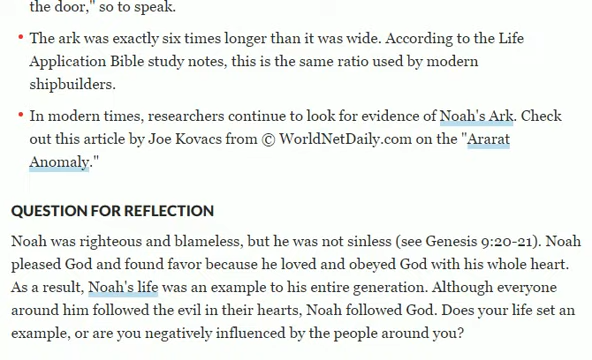 the door," so to speak.
• The ark was exactly six times longer than it was wide. According to the Life
Application Bible study notes, this is the same ratio used by modern
shipbuilders.
• In modern times, researchers continue to look for evidence of Noah's Ark. Check
out this article by Joe Kovacs from © WorldNetDaily.com on the "Ararat
Anomaly."
QUESTION FOR REFLECTION
Noah was righteous and blameless, but he was not sinless (see Genesis 9:20-21). Noah
pleased God and found favor because he loved and obeyed God with his whole heart.
As a result, Noah's life was an example to his entire generation. Although everyone
around him followed the evil in their hearts, Noah followed God. Does your life set an
example, or are you negatively influenced by the people around you?